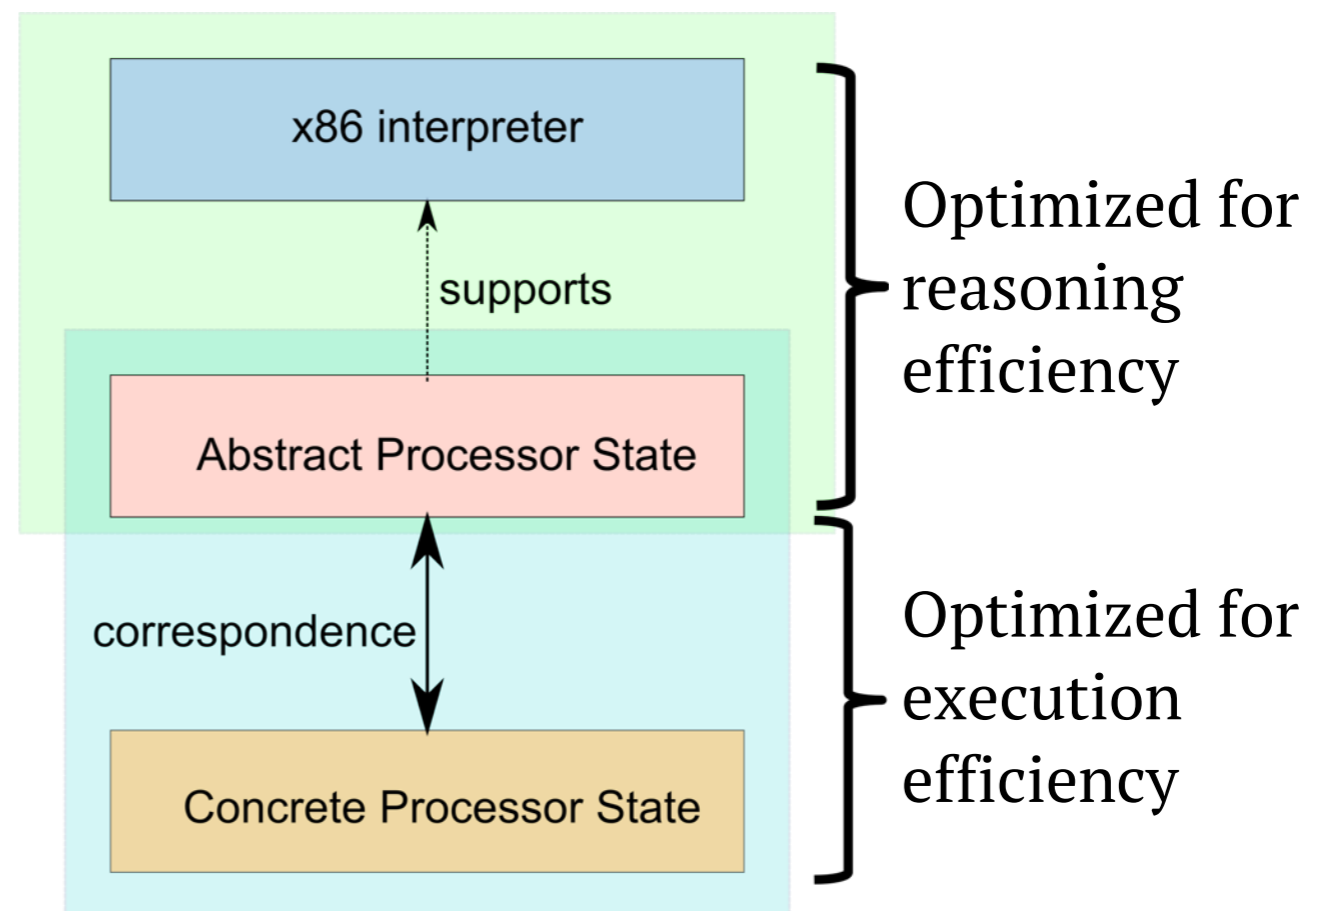 x86 interpreter
supports
Abstract Processor State
correspondence
Concrete Processor State
Optimized for
reasoning
efficiency
Optimized for
execution
efficiency